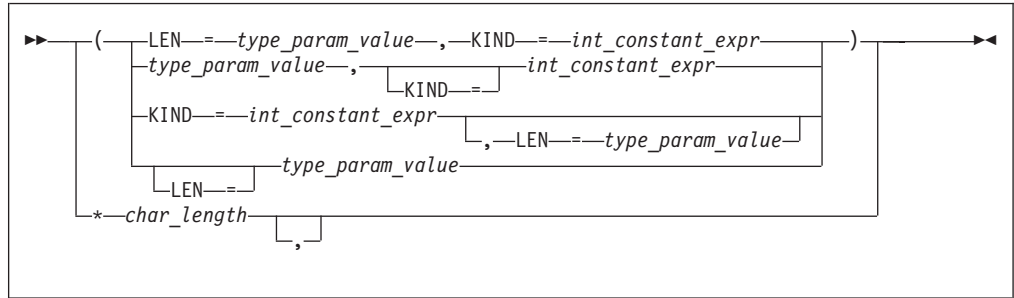 ( LEN = type_param_value , KIND = int_constant_expr )
type_param_value , int_constant_expr
KIND =
KIND = int_constant_expr
, LEN = type_param_value
type_param_value
LEN =
* char_length
,